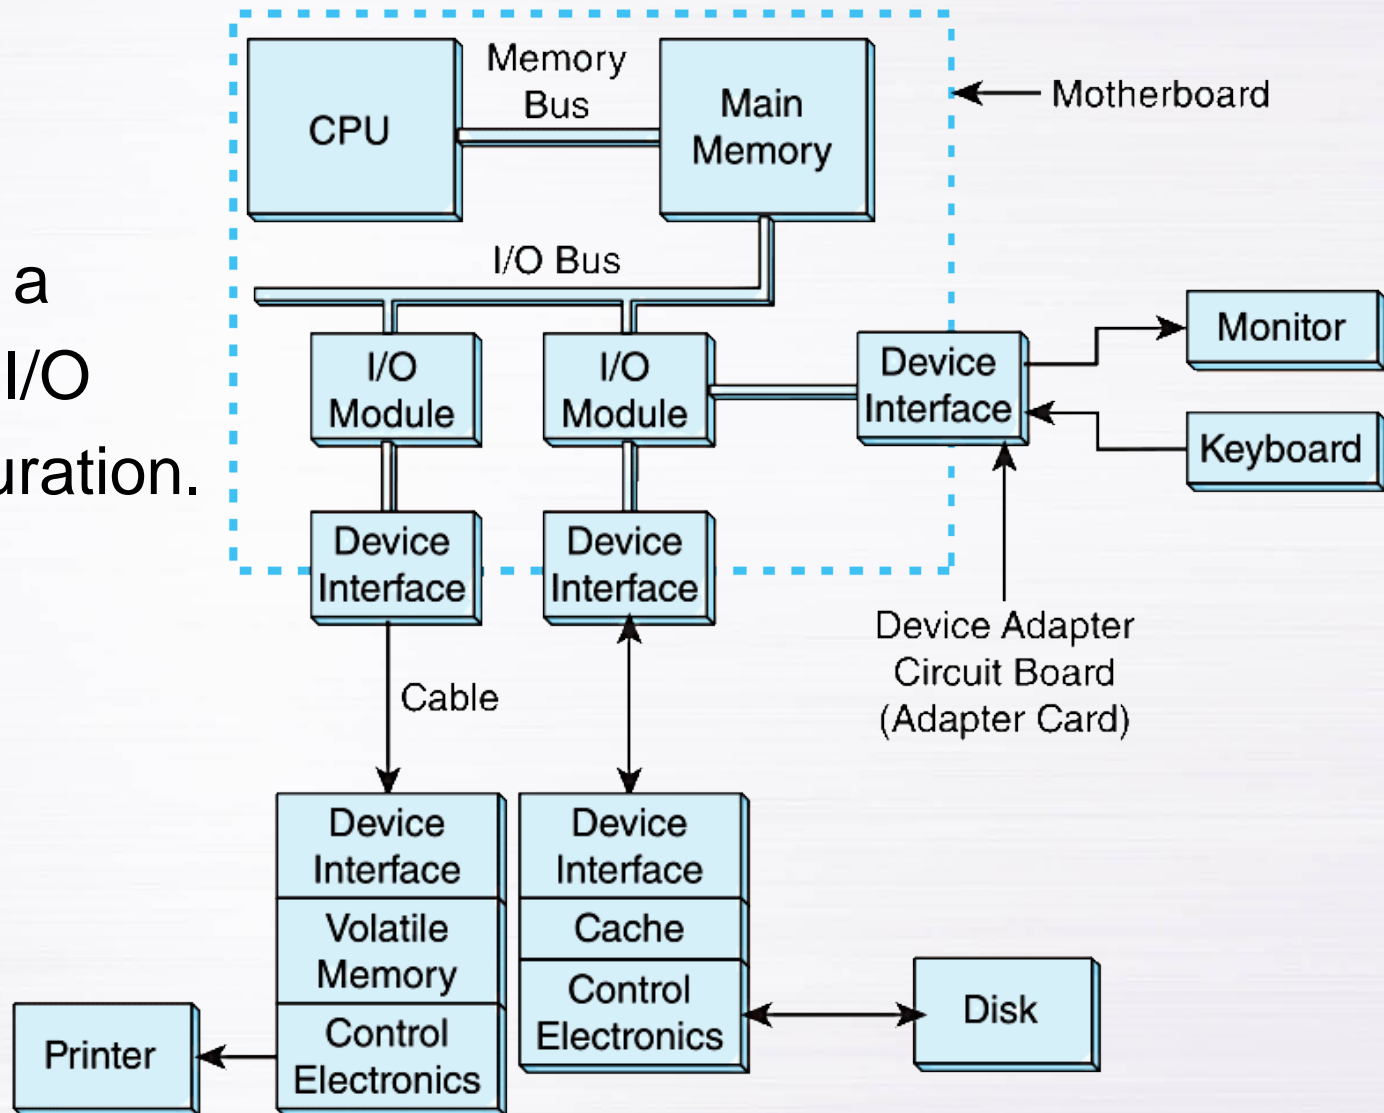 CPU
Memory
Bus
Main
Memory
Motherboard
I/O Bus
a
I/O
uration.
I/O
Module
I/O
Module
Device
Interface
Monitor
Keyboard
Device
Interface
Device
Interface
Device Adapter
Circuit Board
(Adapter Card)
Cable
Device
Interface
Volatile
Memory
Control
Electronics
Device
Interface
Cache
Control
Electronics
Printer
Disk